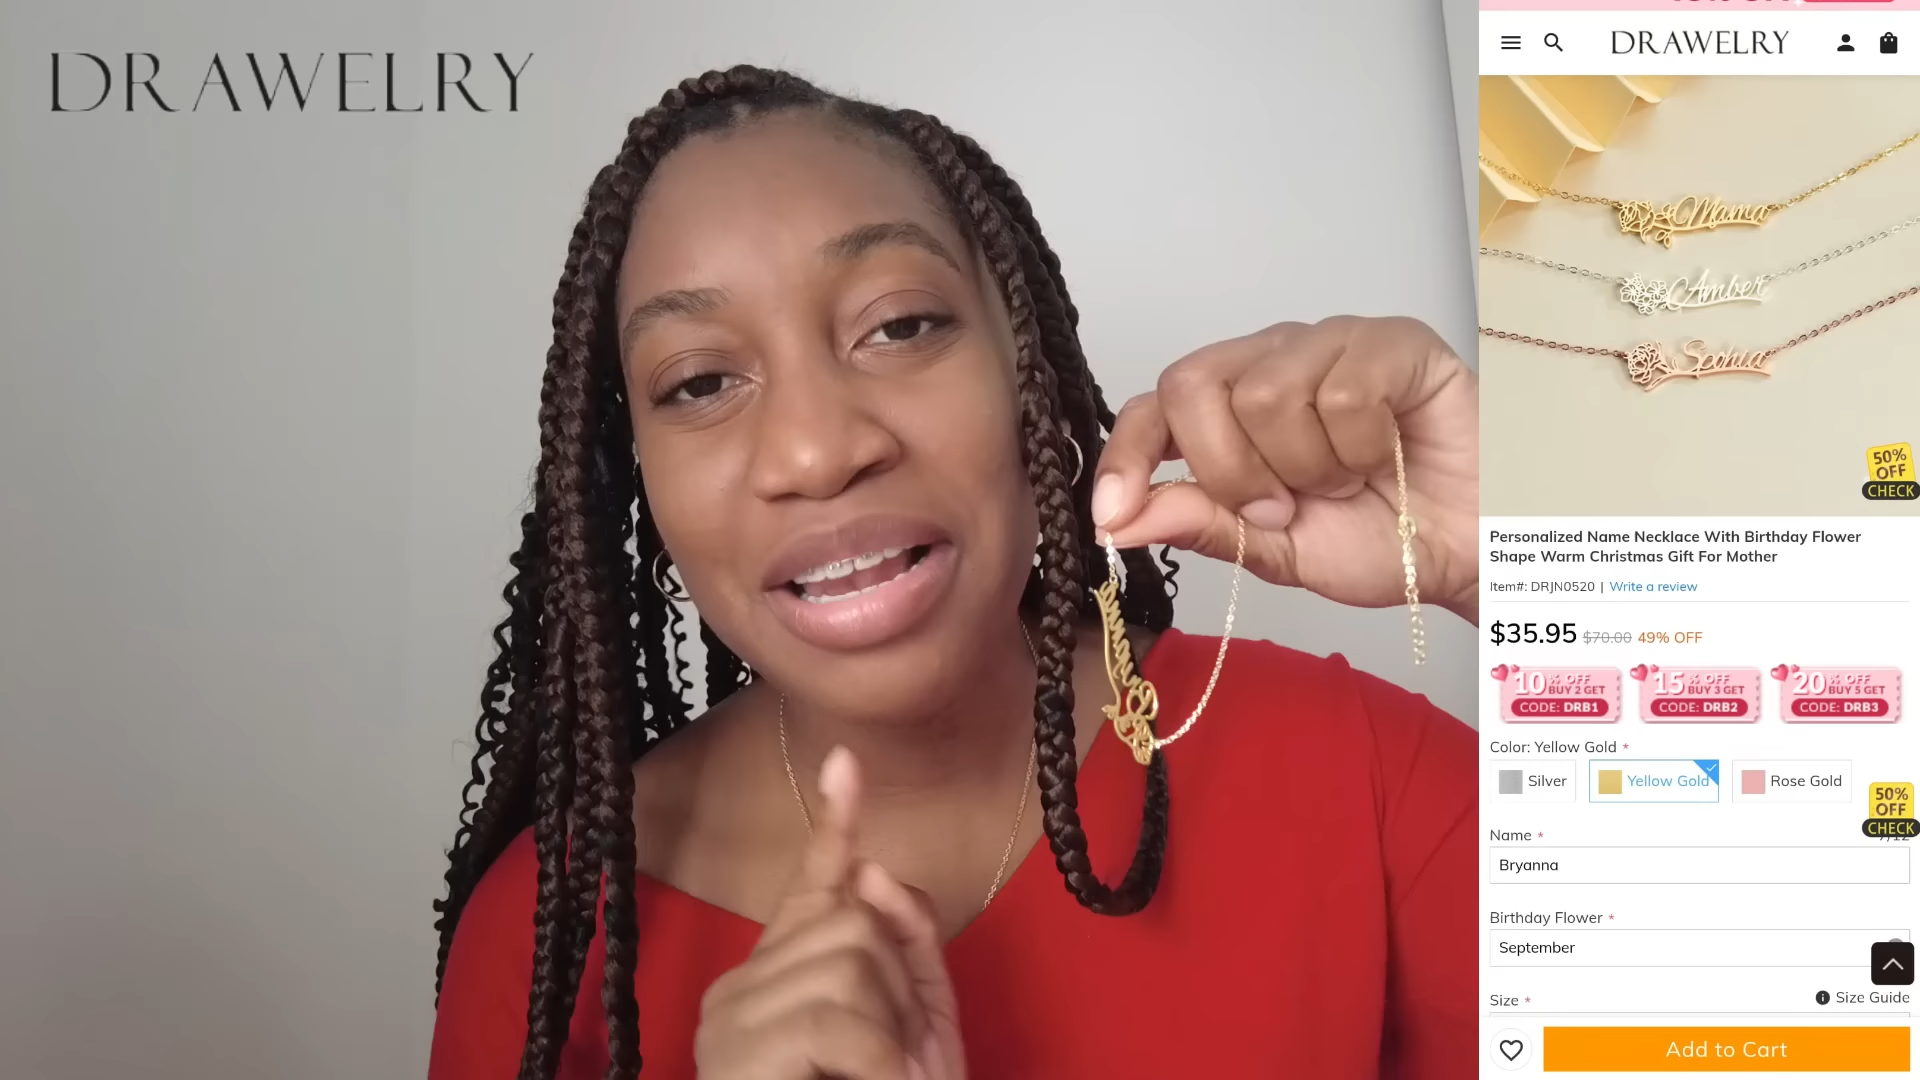 DRAWELRY
DRAWELRY
Mama
Amber
Sophia
50%
OFF
CHECK
Personalized Name Necklace With Birthday Flower
Shape Warm Christmas Gift For Mother
Item#: DRJN0520 | Write a review
$35.95 $70.00 49% OFF
10% OFF BUY 2 GET CODE: DRB1
15% OFF BUY 3 GET CODE: DRB2
20% OFF BUY 5 GET CODE: DRB3
Color: Yellow Gold *
Silver Yellow Gold Rose Gold
50%
OFF
CHECK
Name *
Bryanna
Birthday Flower *
September
Size * Size Guide
Add to Cart